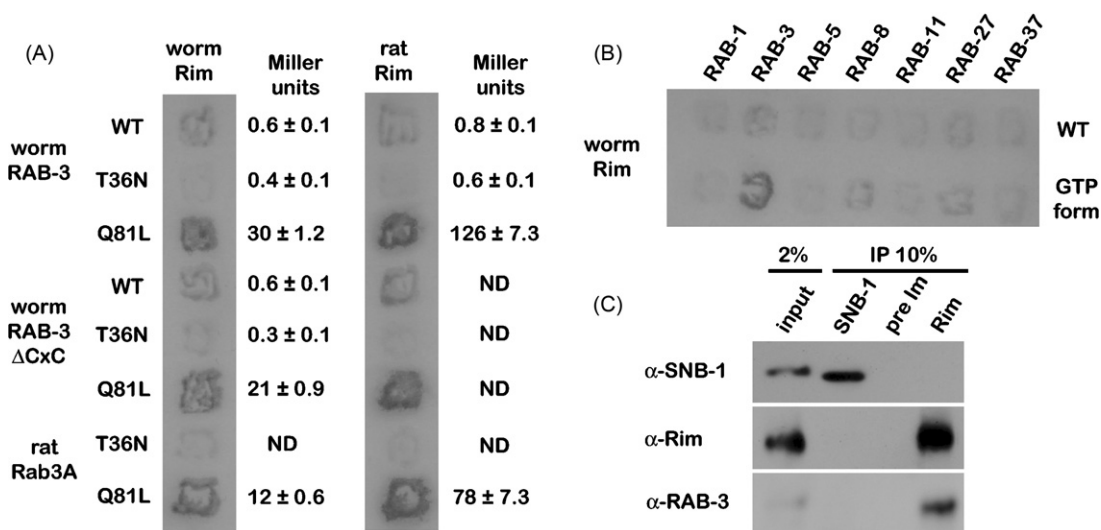 (A)
worm Rim
Miller units
rat Rim
Miller units
worm RAB-3
WT
0.6 ± 0.1
0.8 ± 0.1
T36N
0.4 ± 0.1
0.6 ± 0.1
Q81L
30 ± 1.2
126 ± 7.3
worm RAB-3 ΔCxC
WT
0.6 ± 0.1
ND
T36N
0.3 ± 0.1
ND
Q81L
21 ± 0.9
ND
rat Rab3A
T36N
ND
ND
Q81L
12 ± 0.6
78 ± 7.3
(B)
RAB-1
RAB-3
RAB-5
RAB-8
RAB-11
RAB-27
RAB-37
worm Rim
WT
GTP form
(C)
2%
IP 10%
input
SNB-1
pre Im
Rim
α-SNB-1
α-Rim
α-RAB-3